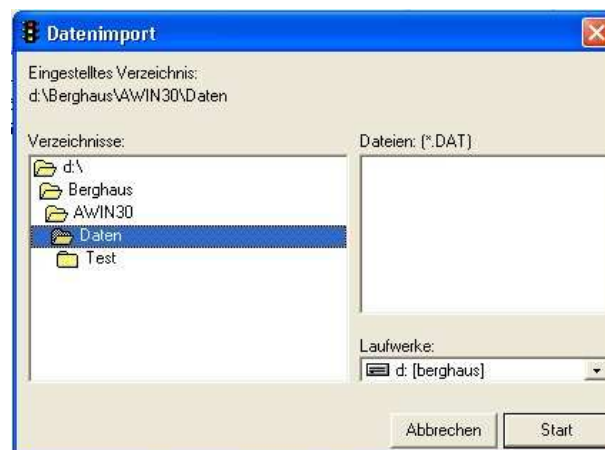 Datenimport
Eingestelltes Verzeichnis:
d:\Berghaus\AWIN30\Daten
Verzeichnisse:
d:\
Berghaus
AWIN30
Daten
Test
Dateien: (*.DAT)
Laufwerke:
d: [berghaus]
Abbrechen
Start